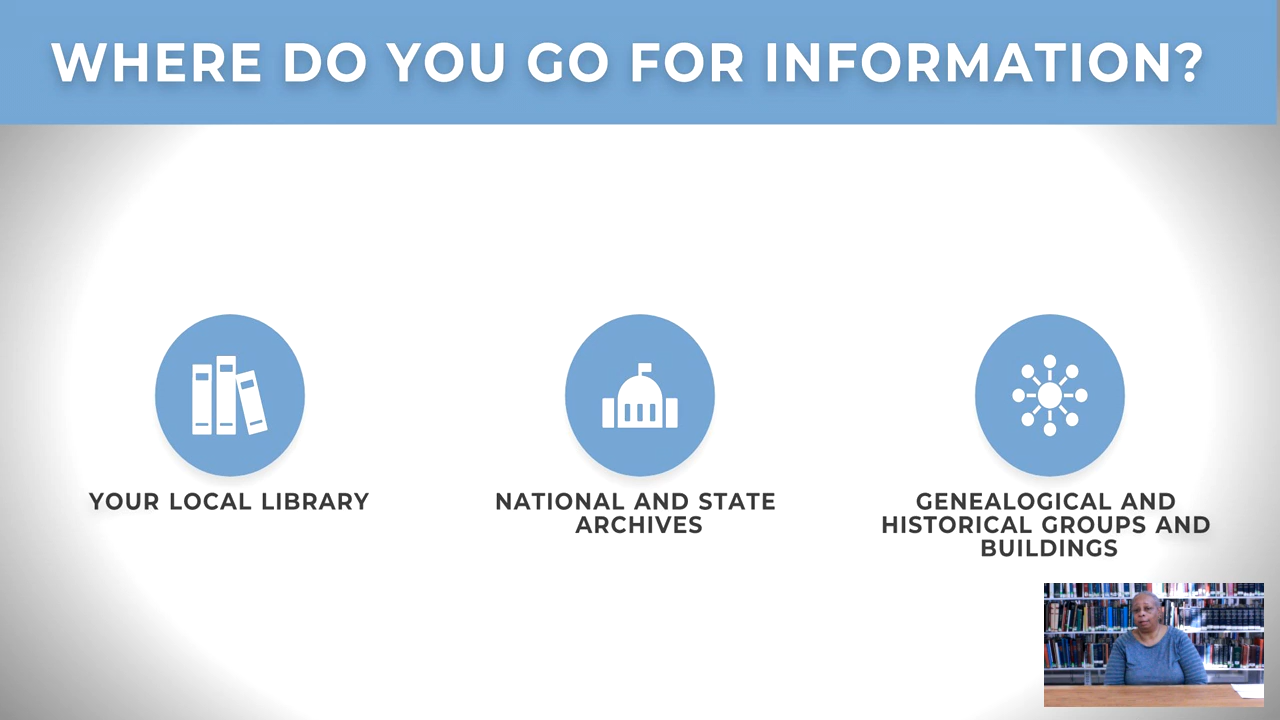 WHERE DO YOU GO FOR INFORMATION?
YOUR LOCAL LIBRARY
NATIONAL AND STATE
ARCHIVES
GENEALOGICAL AND
HISTORICAL GROUPS AND
BUILDINGS